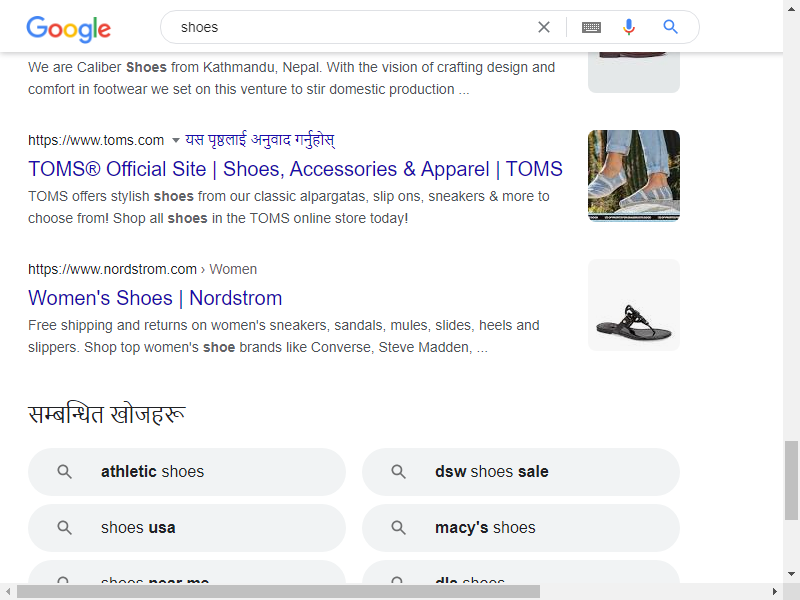 Google
shoes
We are Caliber Shoes from Kathmandu, Nepal. With the vision of crafting design and
comfort in footwear we set on this venture to stir domestic production ...
https://www.toms.com ▾ यस पृष्ठलाई अनुवाद गर्नुहोस्
TOMS® Official Site | Shoes, Accessories & Apparel | TOMS
TOMS offers stylish shoes from our classic alpargatas, slip ons, sneakers & more to
choose from! Shop all shoes in the TOMS online store today!
https://www.nordstrom.com › Women
Women's Shoes | Nordstrom
Free shipping and returns on women's sneakers, sandals, mules, slides, heels and
slippers. Shop top women's shoe brands like Converse, Steve Madden, ...
सम्बन्धित खोजहरू
athletic shoes
dsw shoes sale
shoes usa
macy's shoes
shoes near me
dls shoes